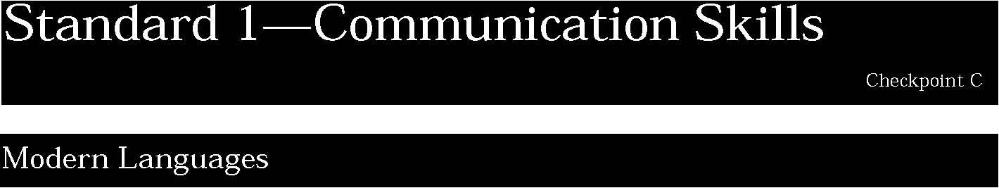 Standard 1—Communication Skills
Checkpoint C
Modern Languages